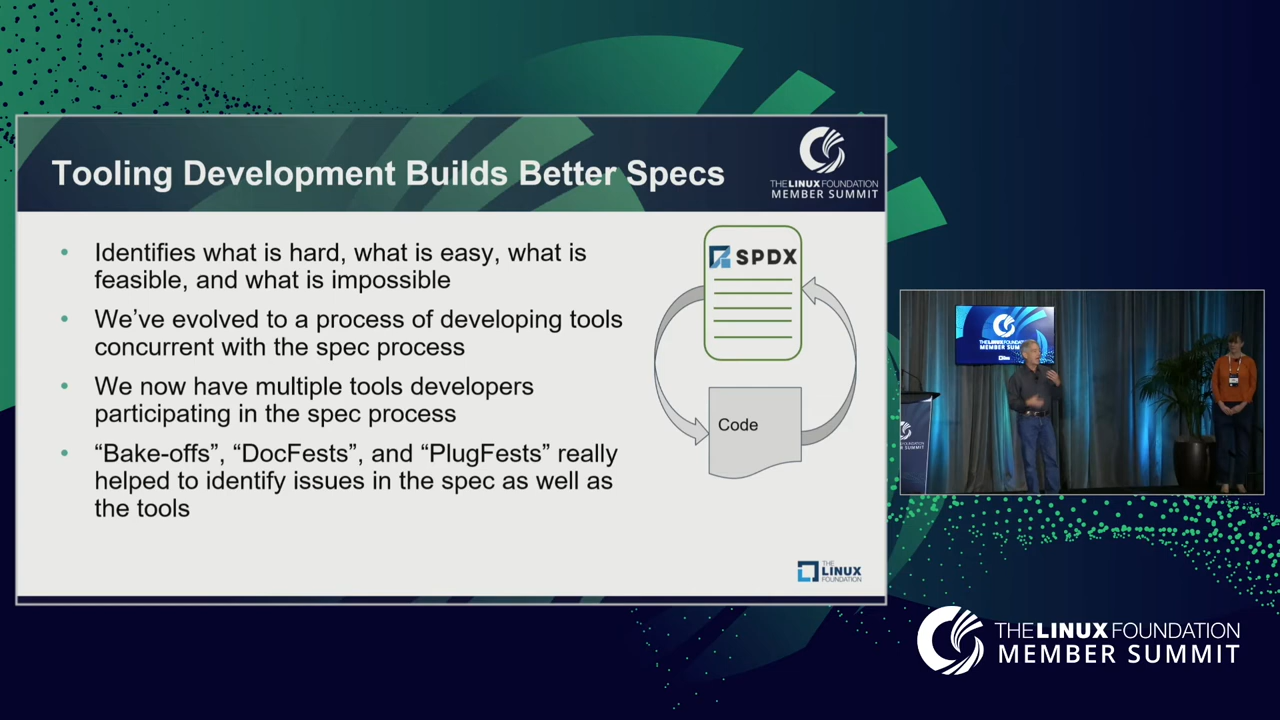 Tooling Development Builds Better Specs
THE LINUX FOUNDATION
MEMBER SUMMIT
• Identifies what is hard, what is easy, what is
feasible, and what is impossible
• We’ve evolved to a process of developing tools
concurrent with the spec process
• We now have multiple tools developers
participating in the spec process
• “Bake-offs”, “DocFests”, and “PlugFests” really
helped to identify issues in the spec as well as
the tools
SPDX
Code
THE
LINUX
FOUNDATION
THE LINUX FOUNDATION
MEMBER SUMMIT